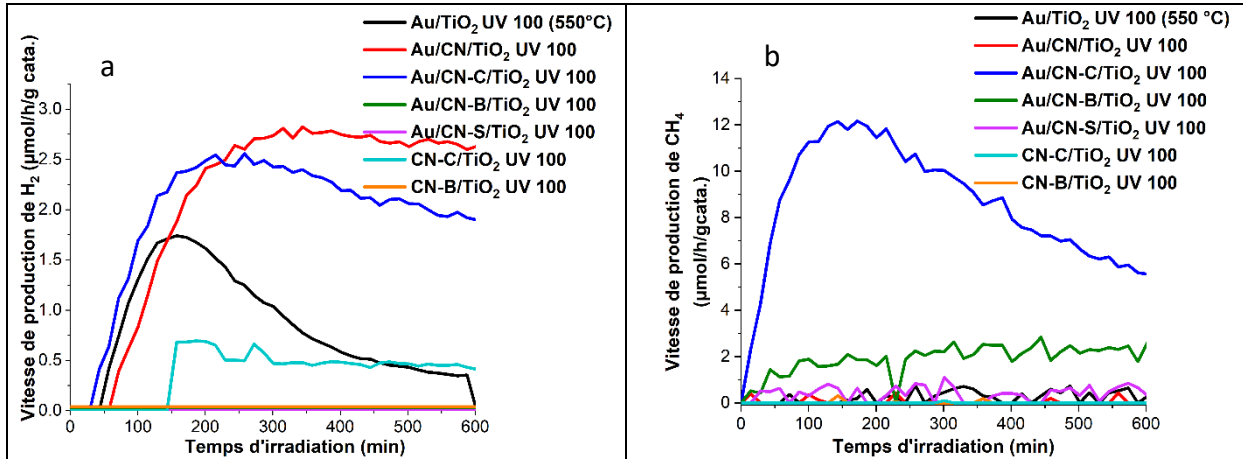 a
Au/TiO₂ UV 100 (550°C)
Au/CN/TiO₂ UV 100
Au/CN-C/TiO₂ UV 100
Au/CN-B/TiO₂ UV 100
Au/CN-S/TiO₂ UV 100
CN-C/TiO₂ UV 100
CN-B/TiO₂ UV 100
Vitesse de production de H₂ (µmol/h/g cata.)
3.0
2.5
2.0
1.5
1.0
0.5
0.0
0 100 200 300 400 500 600
Temps d'irradiation (min)
b
Au/TiO₂ UV 100 (550 °C)
Au/CN/TiO₂ UV 100
Au/CN-C/TiO₂ UV 100
Au/CN-B/TiO₂ UV 100
Au/CN-S/TiO₂ UV 100
CN-C/TiO₂ UV 100
CN-B/TiO₂ UV 100
Vitesse de production de CH₄
(µmol/h/gcata.)
14
12
10
8
6
4
2
0
0 100 200 300 400 500 600
Temps d'irradiation (min)